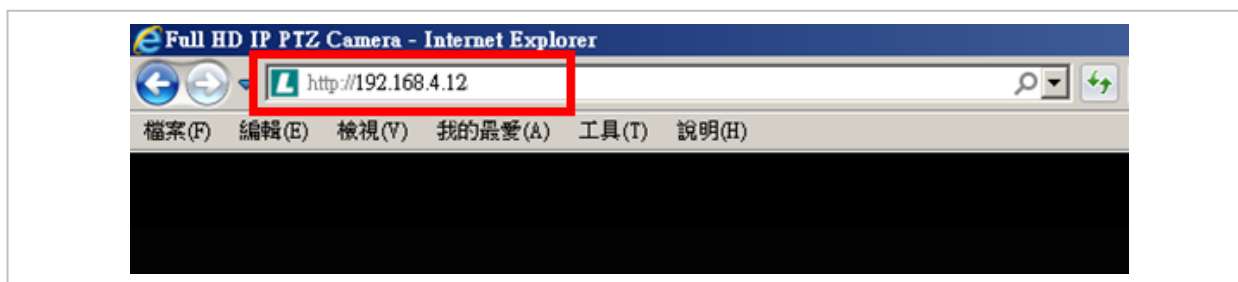 Full HD IP PTZ Camera - Internet Explorer
http://192.168.4.12
檔案(F) 編輯(E) 檢視(V) 我的最愛(A) 工具(T) 說明(H)